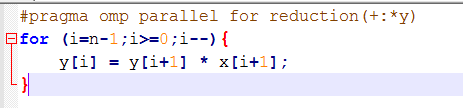 #pragma omp parallel for reduction(+:*y)
for (i=n-1;i>=0;i--){
y[i] = y[i+1] * x[i+1];
}